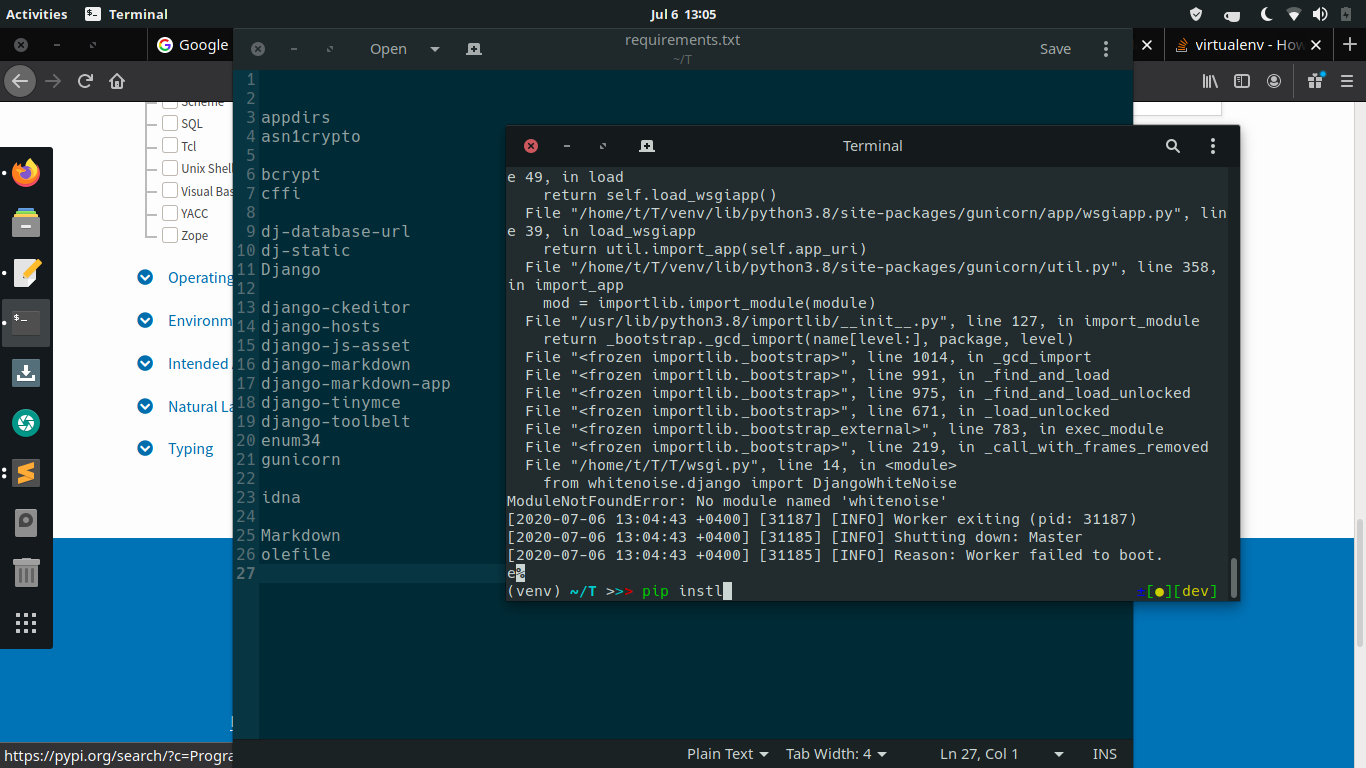 Activities
Terminal
Jul 6 13:05
Google
Open
requirements.txt
~/T
Save
virtualenv - How
Scheme
SQL
Tcl
Unix Shell
Visual Bas
YACC
Zope
Operating
Environm
Intended
Natural La
Typing
1
2
3 appdirs
4 asn1crypto
5
6 bcrypt
7 cffi
8
9 dj-database-url
10 dj-static
11 Django
12
13 django-ckeditor
14 django-hosts
15 django-js-asset
16 django-markdown
17 django-markdown-app
18 django-tinymce
19 django-toolbelt
20 enum34
21 gunicorn
22
23 idna
24
25 Markdown
26 olefile
27
Terminal
e 49, in load
return self.load_wsgiapp()
File "/home/t/T/venv/lib/python3.8/site-packages/gunicorn/app/wsgiapp.py", lin
e 39, in load_wsgiapp
return util.import_app(self.app_uri)
File "/home/t/T/venv/lib/python3.8/site-packages/gunicorn/util.py", line 358,
in import_app
mod = importlib.import_module(module)
File "/usr/lib/python3.8/importlib/__init__.py", line 127, in import_module
return _bootstrap._gcd_import(name[level:], package, level)
File "<frozen importlib._bootstrap>", line 1014, in _gcd_import
File "<frozen importlib._bootstrap>", line 991, in _find_and_load
File "<frozen importlib._bootstrap>", line 975, in _find_and_load_unlocked
File "<frozen importlib._bootstrap>", line 671, in _load_unlocked
File "<frozen importlib._bootstrap_external>", line 783, in exec_module
File "<frozen importlib._bootstrap>", line 219, in _call_with_frames_removed
File "/home/t/T/T/wsgi.py", line 14, in <module>
from whitenoise.django import DjangoWhiteNoise
ModuleNotFoundError: No module named 'whitenoise'
[2020-07-06 13:04:43 +0400] [31187] [INFO] Worker exiting (pid: 31187)
[2020-07-06 13:04:43 +0400] [31185] [INFO] Shutting down: Master
[2020-07-06 13:04:43 +0400] [31185] [INFO] Reason: Worker failed to boot.
e%
(venv) ~/T >>> pip instl [●][dev]
https://pypi.org/search/?c=Progra
Plain Text
Tab Width: 4
Ln 27, Col 1
INS